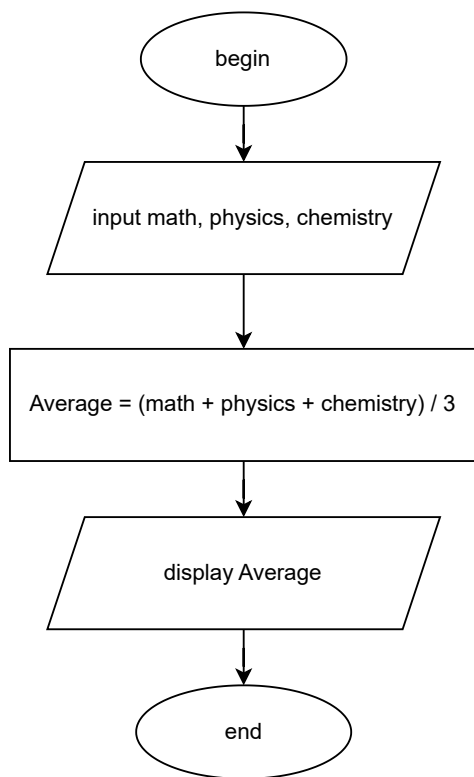 begin
input math, physics, chemistry
Average = (math + physics + chemistry) / 3
display Average
end